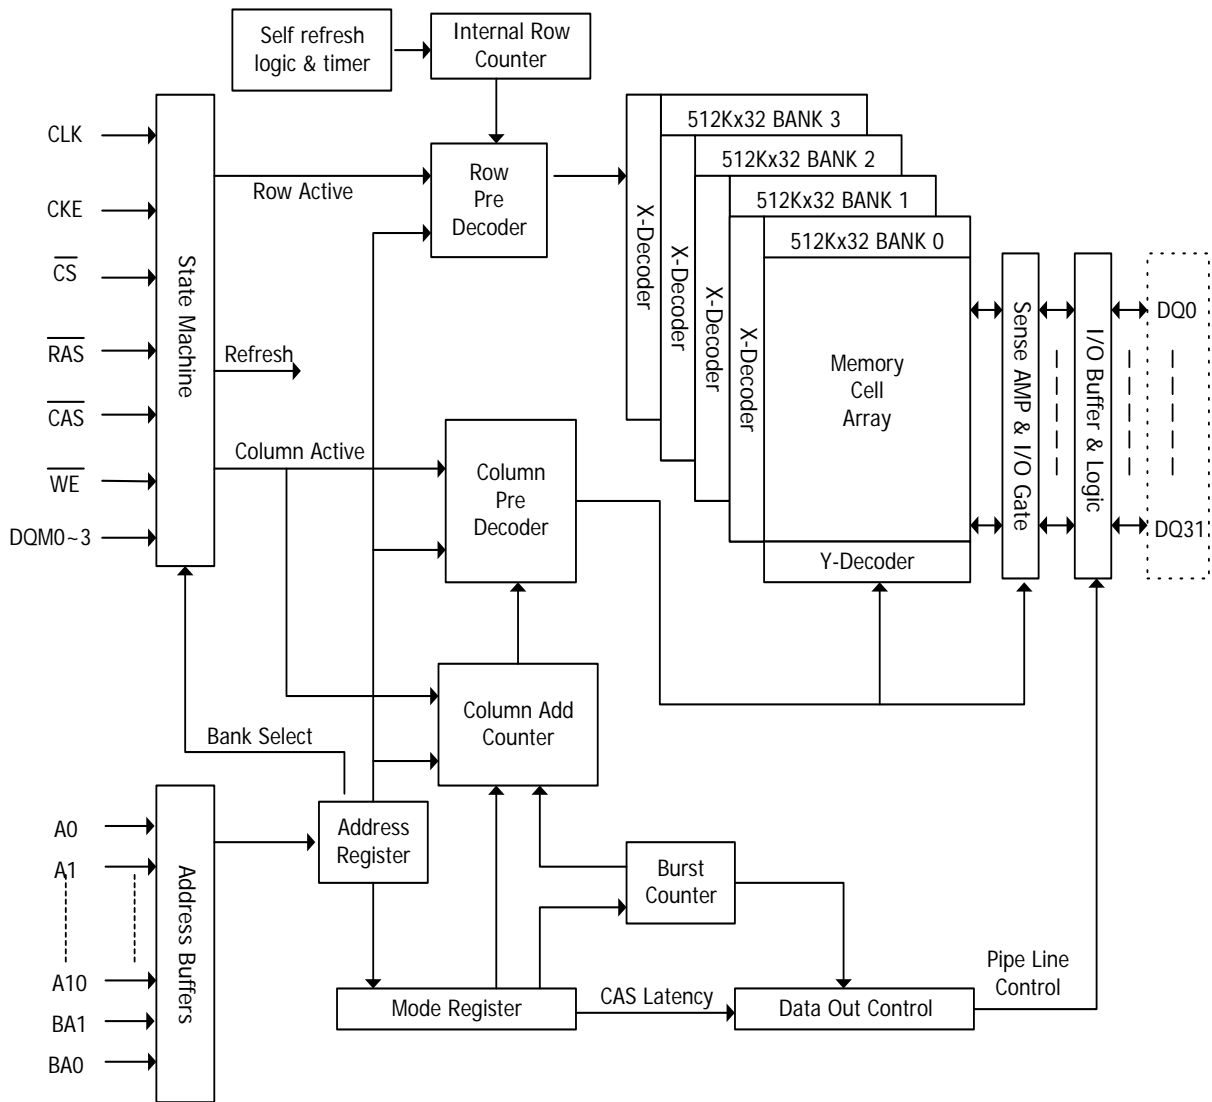 Self refresh
logic & timer
Internal Row
Counter
CLK
CKE
CS
RAS
CAS
WE
DQM0~3
State Machine
Row Active
Refresh
Column Active
Bank Select
Row
Pre
Decoder
Column
Pre
Decoder
Column Add
Counter
X-Decoder
X-Decoder
X-Decoder
X-Decoder
512Kx32 BANK 3
512Kx32 BANK 2
512Kx32 BANK 1
512Kx32 BANK 0
Memory
Cell
Array
Y-Decoder
Sense AMP & I/O Gate
I/O Buffer & Logic
DQ0
DQ31
A0
A1
A10
BA1
BA0
Address Buffers
Address
Register
Burst
Counter
Mode Register
CAS Latency
Data Out Control
Pipe Line
Control